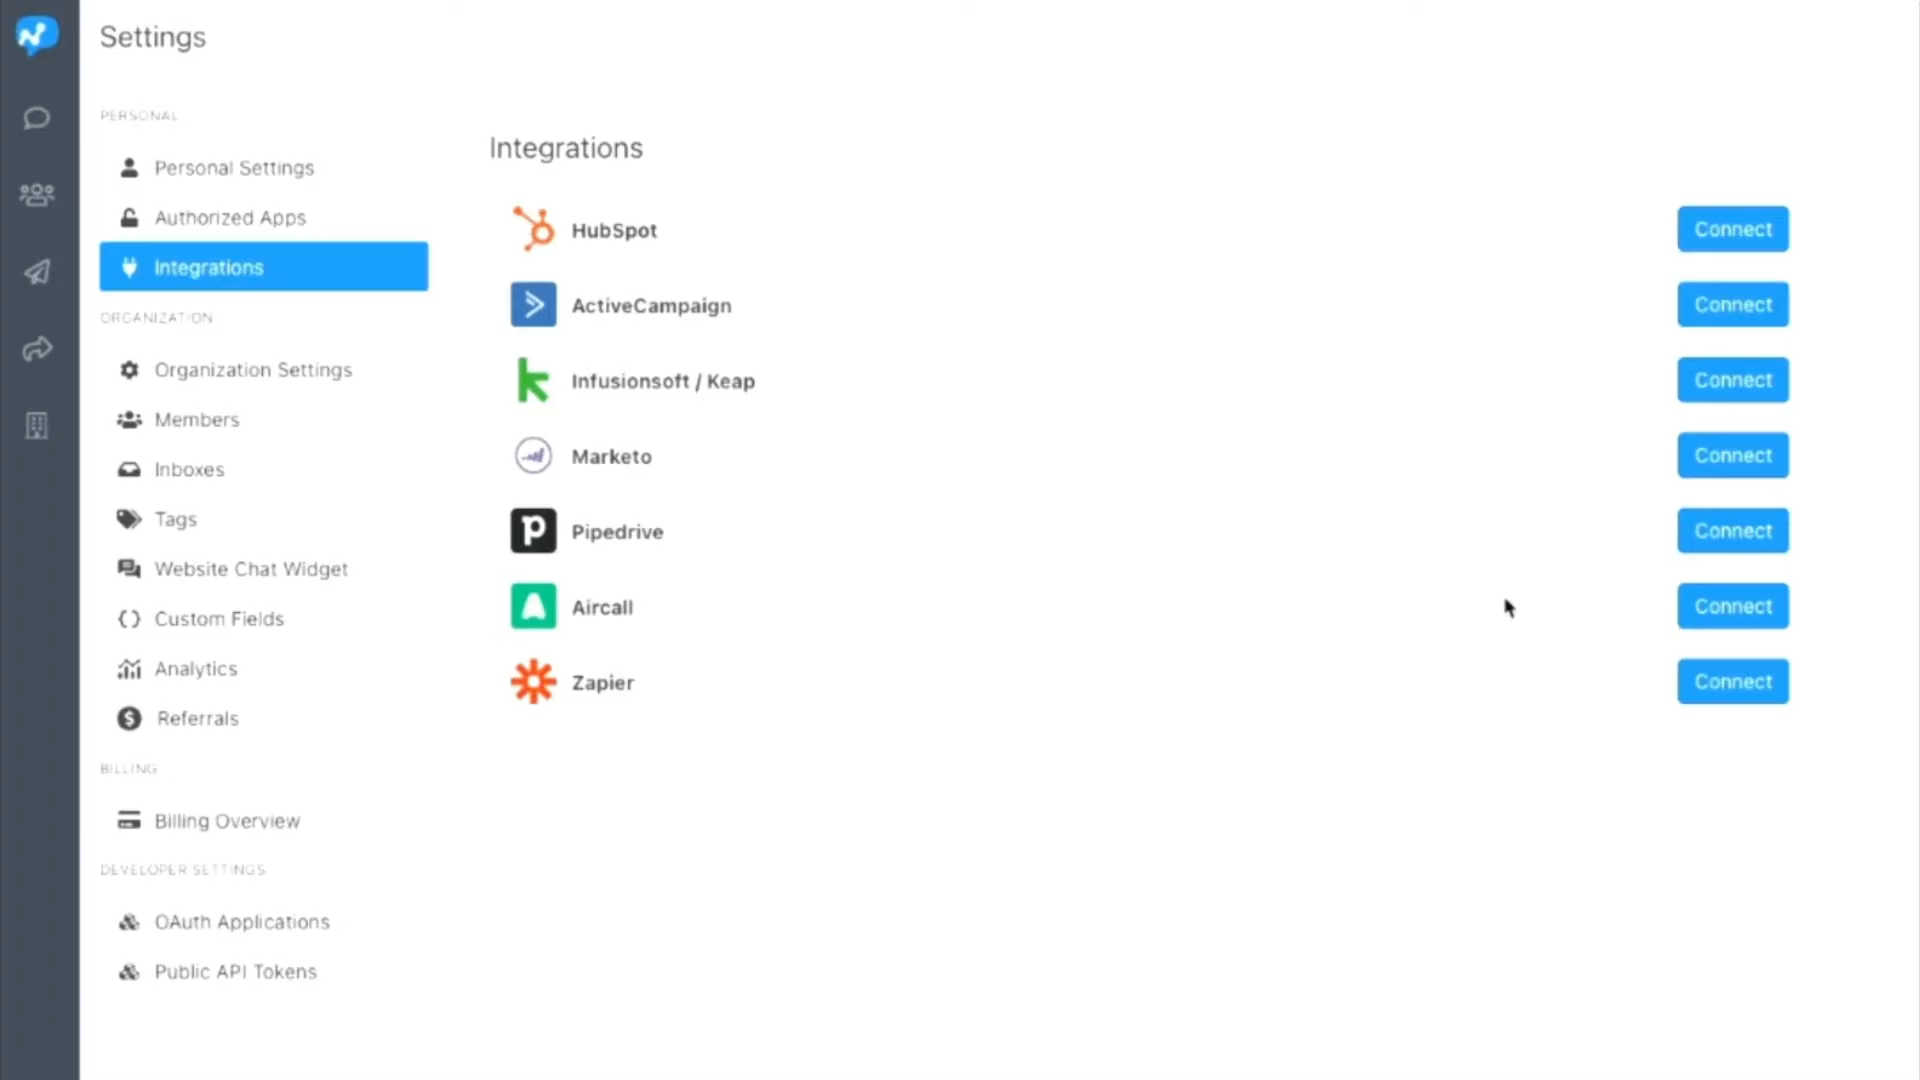 Settings
PERSONAL
Personal Settings
Authorized Apps
Integrations
ORGANIZATION
Organization Settings
Members
Inboxes
Tags
Website Chat Widget
Custom Fields
Analytics
Referrals
BILLING
Billing Overview
DEVELOPER SETTINGS
OAuth Applications
Public API Tokens
Integrations
HubSpot Connect
ActiveCampaign Connect
Infusionsoft / Keap Connect
Marketo Connect
Pipedrive Connect
Aircall Connect
Zapier Connect